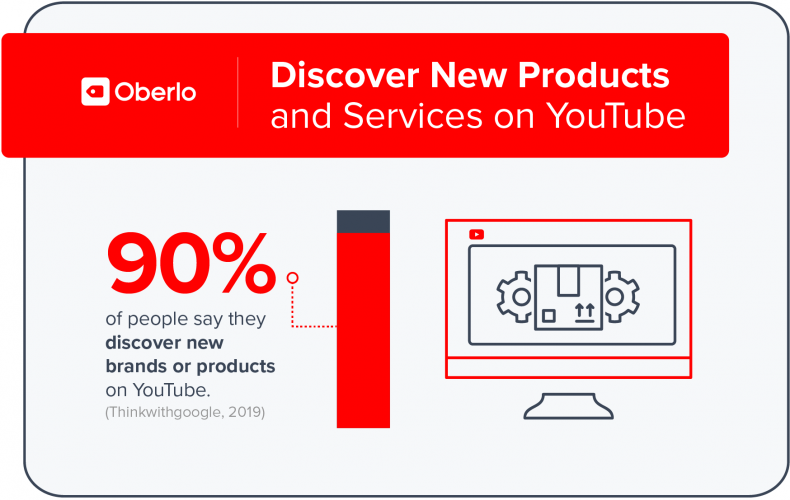 Oberlo
Discover New Products
and Services on YouTube
90%
of people say they
discover new
brands or products
on YouTube.
(Thinkwithgoogle, 2019)